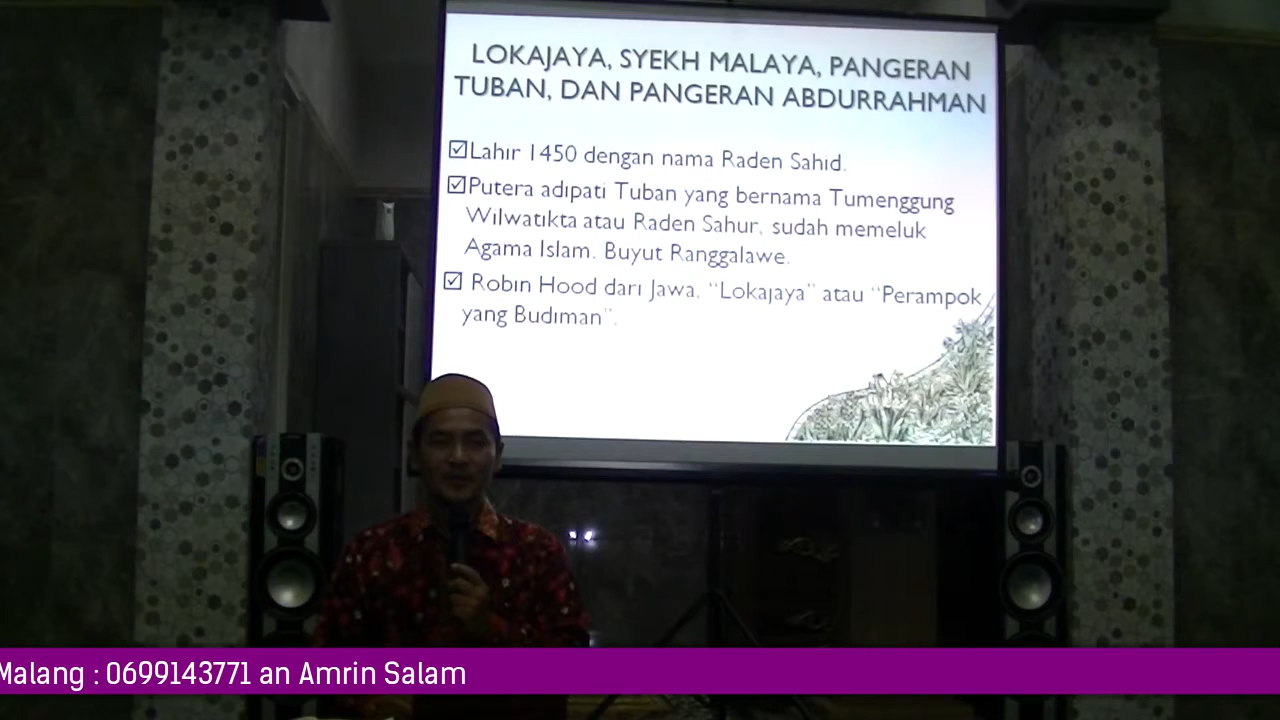 LOKAJAYA, SYEKH MALAYA, PANGERAN
TUBAN, DAN PANGERAN ABDURRAHMAN
☑Lahir 1450 dengan nama Raden Sahid.
☑Putera adipati Tuban yang bernama Tumenggung
Wilwatikta atau Raden Sahur, sudah memeluk
Agama Islam. Buyut Ranggalawe.
☑ Robin Hood dari Jawa, “Lokajaya” atau “Perampok
yang Budiman”.
Malang : 0699143771 an Amrin Salam